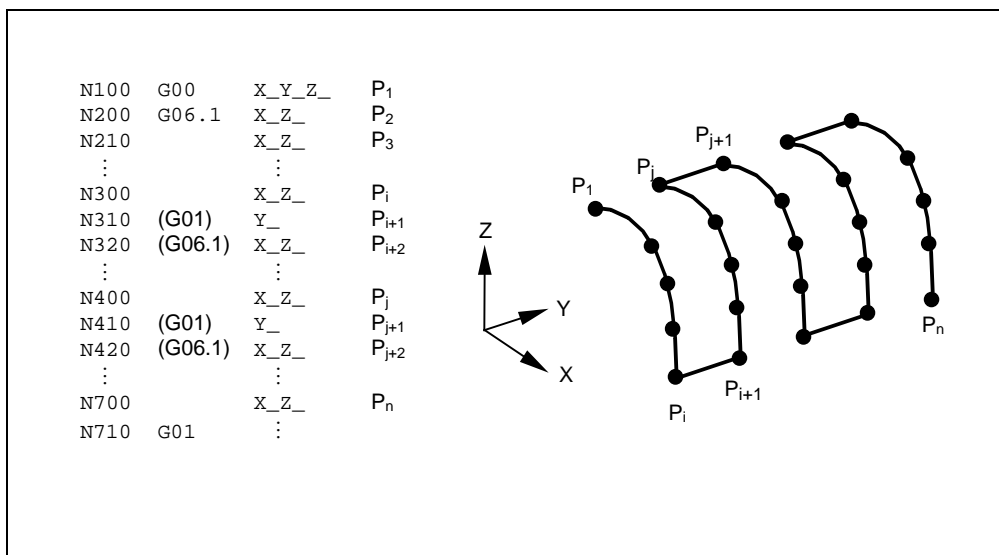 N100 G00 X_Y_Z_ P1
N200 G06.1 X_Z_ P2
N210 X_Z_ P3
⋮ ⋮
N300 X_Z_ Pi
N310 (G01) Y_ Pi+1
N320 (G06.1) X_Z_ Pi+2
⋮ ⋮
N400 X_Z_ Pj
N410 (G01) Y_ Pj+1
N420 (G06.1) X_Z_ Pj+2
⋮ ⋮
N700 X_Z_ Pn
N710 G01 ⋮
Z
Y
X
P1
Pj
Pj+1
Pi
Pi+1
Pn